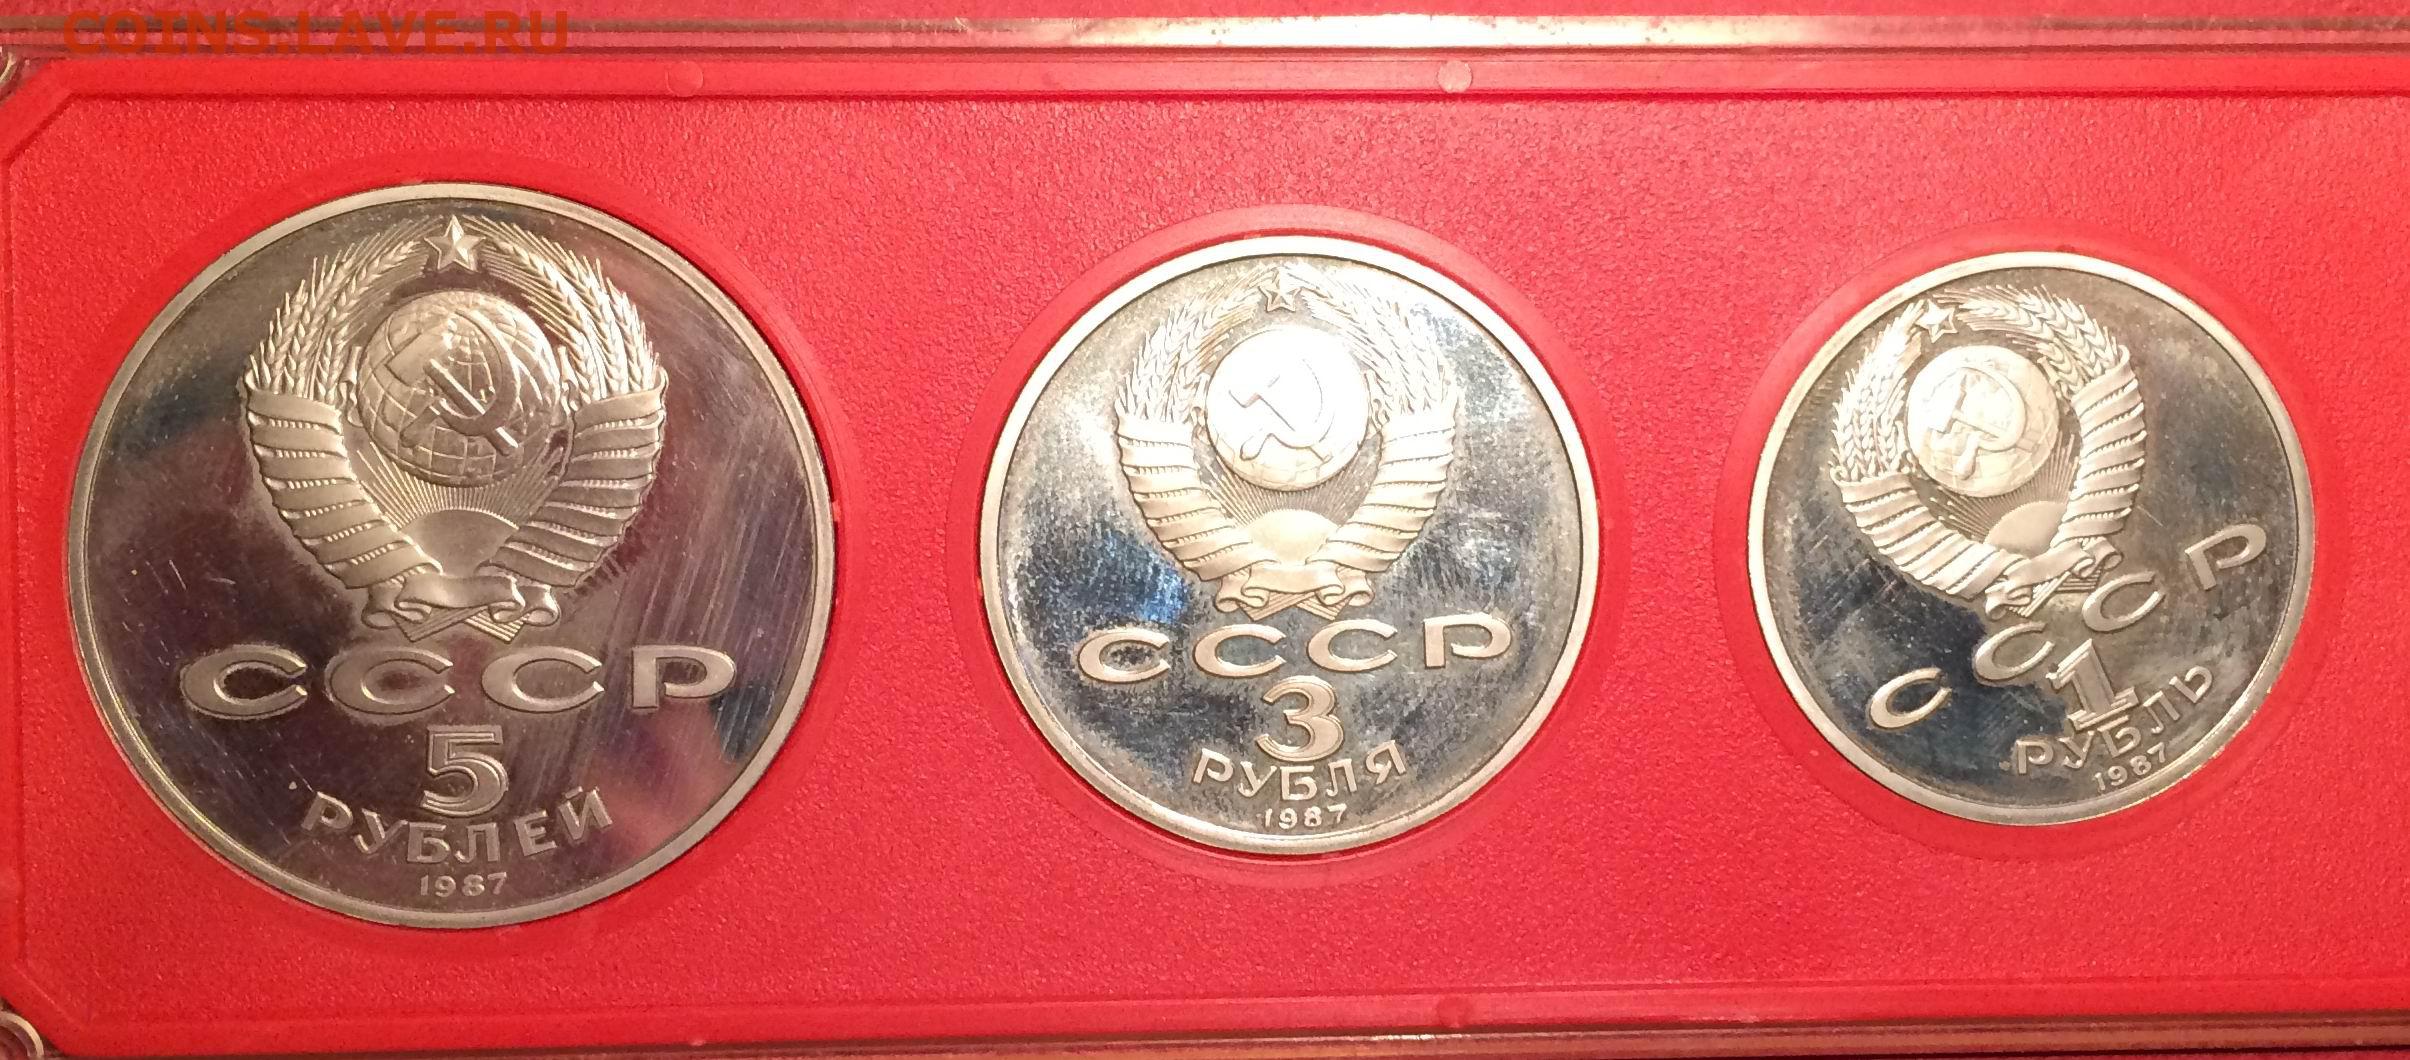 COINS.LAVE.RU
СССР
5
РУБЛЕЙ
1987
СССР
3
РУБЛЯ
1987
СССР
1
РУБЛЬ
1987